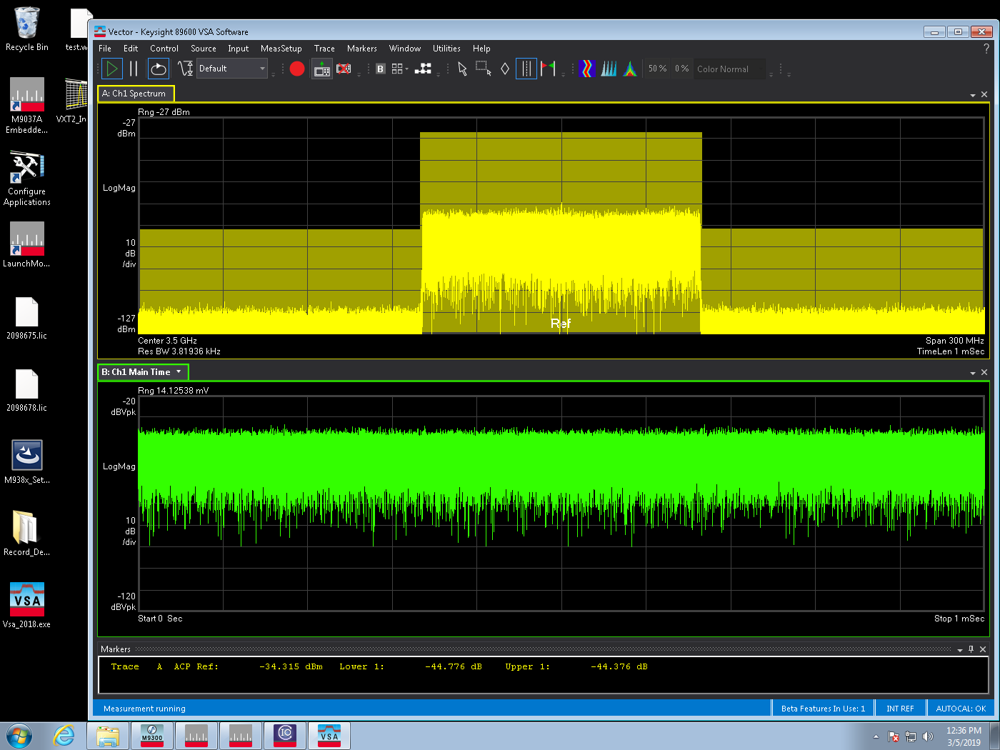 Recycle Bin
test.w
M9037A
Embedde...
VXT2_In
Configure
Applications
LaunchMo...
2098675.lic
2098678.lic
M938x_Set...
Record_De...
VSA
Vsa_2018.exe
Vector - Keysight 89600 VSA Software
File Edit Control Source Input MeasSetup Trace Markers Window Utilities Help
?
Default
B
50 % 0 % Color Normal
A: Ch1 Spectrum
Rng -27 dBm
-27
dBm
LogMag
10
dB
/div
-127
dBm
Ref
Center 3.5 GHz
Span 300 MHz
Res BW 3.81936 kHz
TimeLen 1 mSec
B: Ch1 Main Time
Rng 14.12538 mV
-20
dBVpk
LogMag
10
dB
/div
-120
dBVpk
Start 0 Sec
Stop 1 mSec
Markers
Trace A ACP Ref: -34.315 dBm Lower 1: -44.776 dB Upper 1: -44.376 dB
Measurement running
Beta Features In Use: 1
INT REF
AUTOCAL: OK
M9300
IC
VSA
12:36 PM
3/5/2019